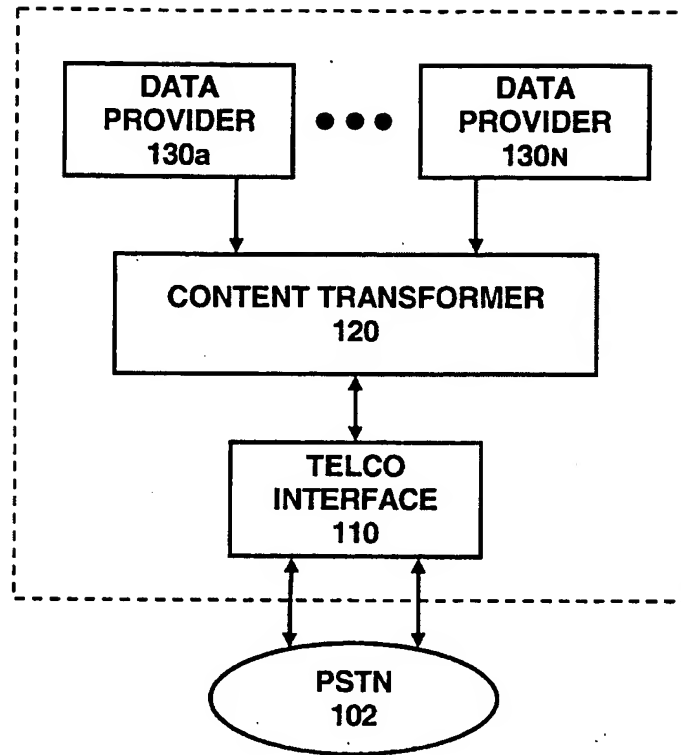 DATA
PROVIDER
130a
DATA
PROVIDER
130N
CONTENT TRANSFORMER
120
TELCO
INTERFACE
110
PSTN
102